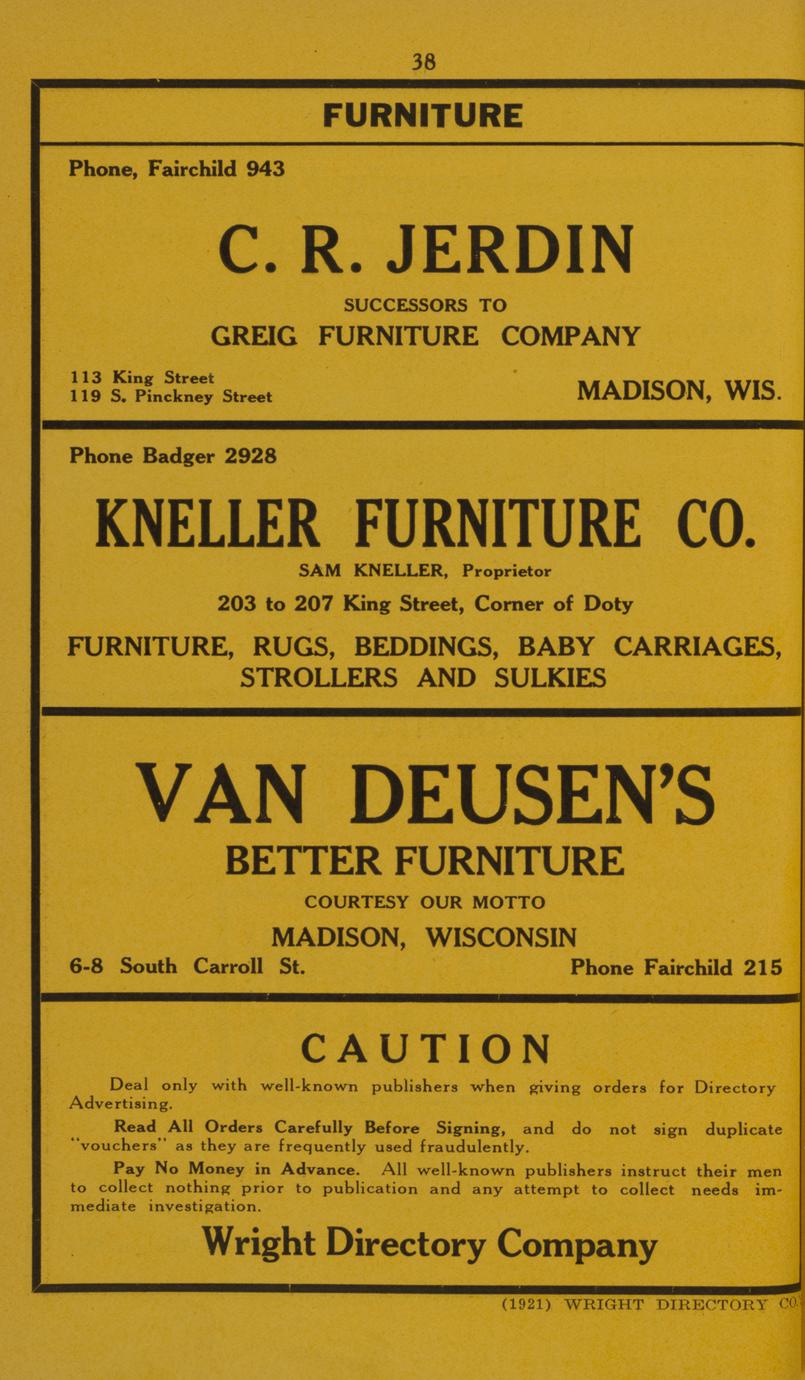 38
FURNITURE
Phone, Fairchild 943
C. R. JERDIN
SUCCESSORS TO
GREIG FURNITURE COMPANY
113 King Street
119 S. Pinckney Street
MADISON, WIS.
Phone Badger 2928
KNELLER FURNITURE CO.
SAM KNELLER, Proprietor
203 to 207 King Street, Corner of Doty
FURNITURE, RUGS, BEDDINGS, BABY CARRIAGES,
STROLLERS AND SULKIES
VAN DEUSEN'S
BETTER FURNITURE
COURTESY OUR MOTTO
MADISON, WISCONSIN
6-8 South Carroll St. Phone Fairchild 215
CAUTION
Deal only with well-known publishers when giving orders for Directory
Advertising.
Read All Orders Carefully Before Signing, and do not sign duplicate
"vouchers" as they are frequently used fraudulently.
Pay No Money in Advance. All well-known publishers instruct their men
to collect nothing prior to publication and any attempt to collect needs im-
mediate investigation.
Wright Directory Company
(1921) WRIGHT DIRECTORY CO.